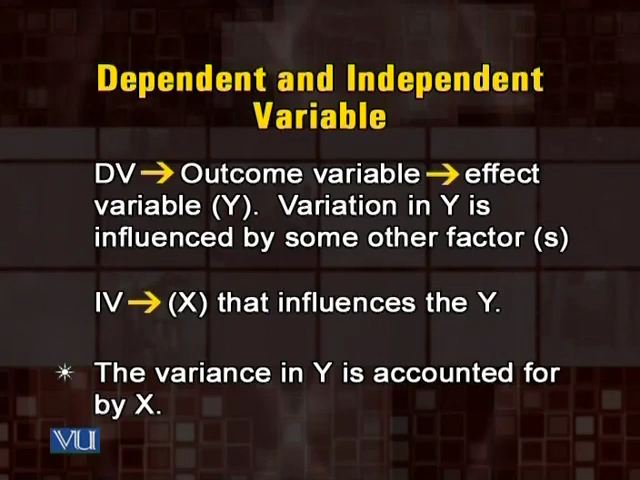 Dependent and Independent
Variable
DV → Outcome variable → effect
variable (Y). Variation in Y is
influenced by some other factor (s)
IV → (X) that influences the Y.
The variance in Y is accounted for
by X.
VU